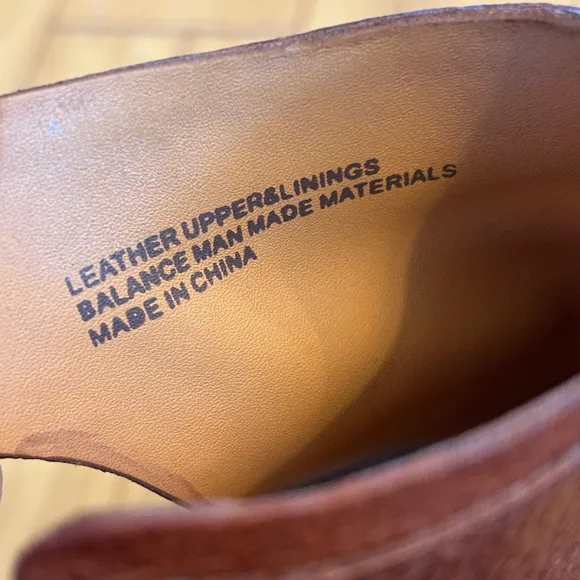 LEATHER UPPER&LININGS
BALANCE MAN MADE MATERIALS
MADE IN CHINA